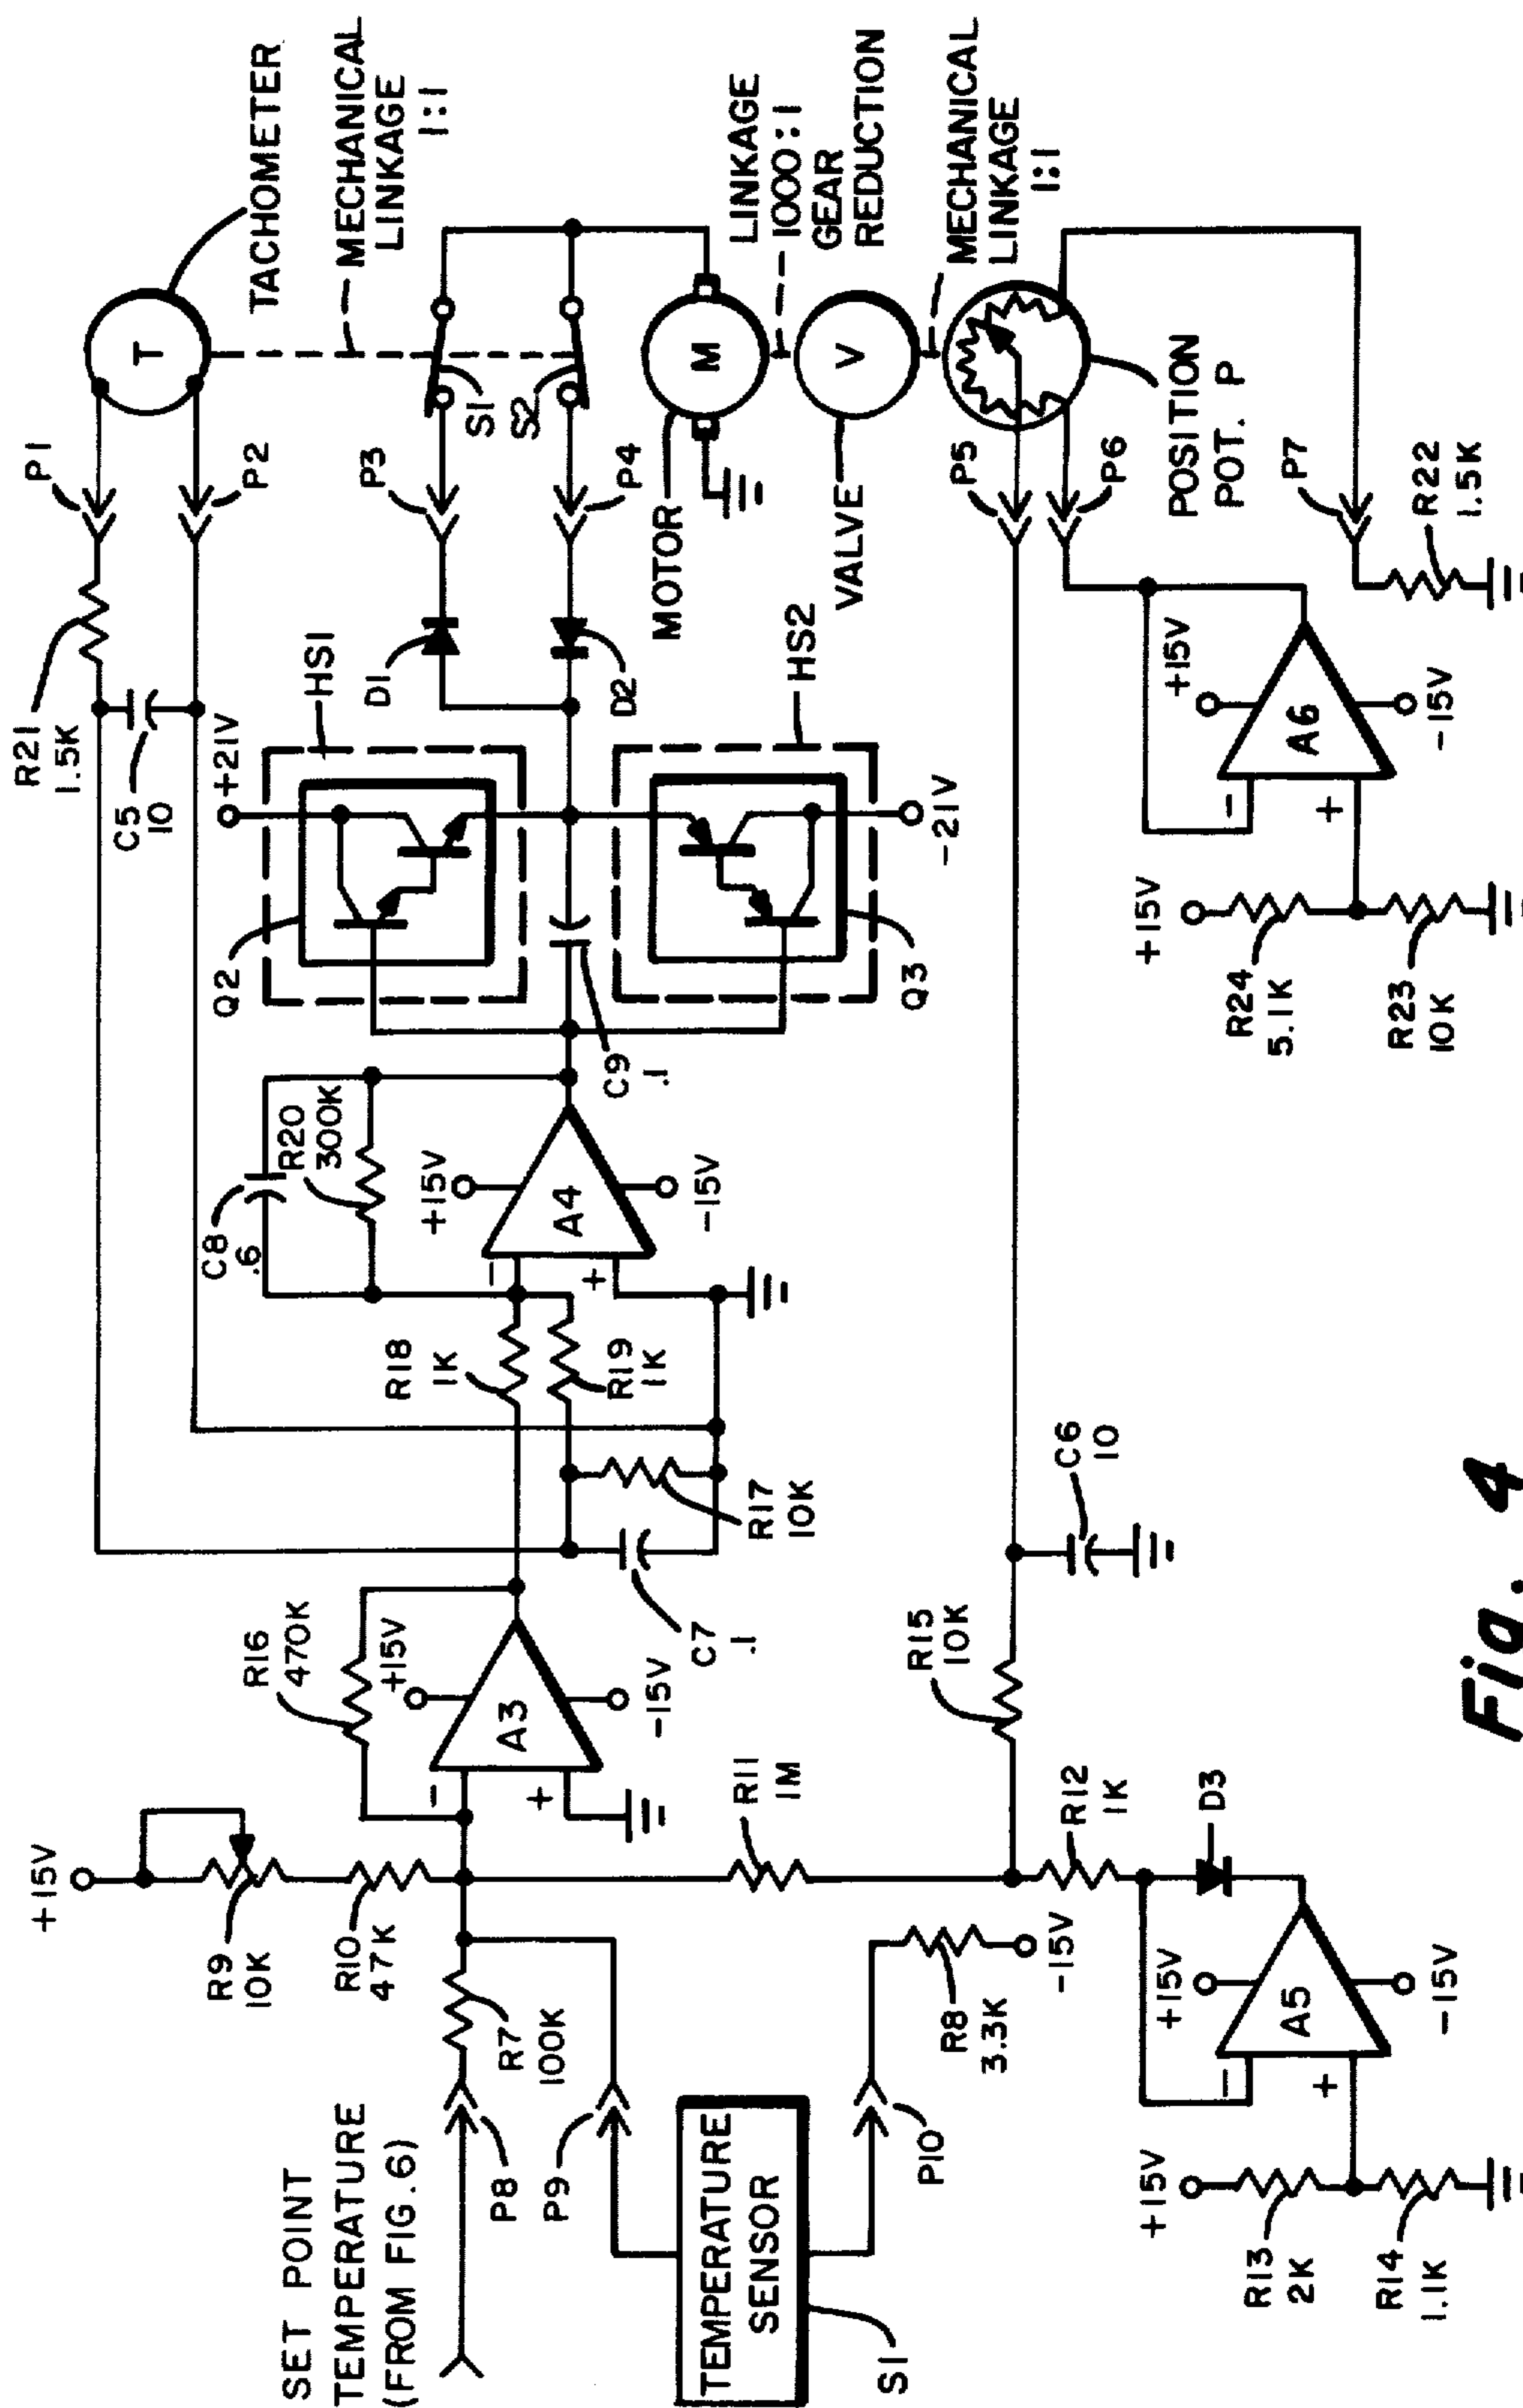 SET POINT
TEMPERATURE
(FROM FIG.6)
P8
P9
TEMPERATURE
SENSOR
S1
P10
R7
100K
R8
3.3K
-15V
+15V
R9
10K
R10
47K
R11
1M
R12
1K
D3
+15V
A5
-15V
-
+
+15V
R13
2K
R14
1.1K
R16
470K
+15V
A3
-15V
-
+
C7
.1
R17
10K
R18
1K
R19
1K
R15
10K
C6
10
C8
.6
R20
300K
+15V
A4
-15V
-
+
C9
.1
Q2
Q3
HS1
HS2
+21V
-21V
R21
1.5K
C5
10
D1
D2
P1
P2
P3
P4
S1
S2
T
TACHOMETER
MECHANICAL
LINKAGE
1:1
MOTOR
M
LINKAGE
1000:1
GEAR
REDUCTION
VALVE
V
MECHANICAL
LINKAGE
1:1
P5
P6
P7
POSITION
POT. P
R22
1.5K
+15V
A6
-15V
-
+
+15V
R24
5.1K
R23
10K
Fig. 4